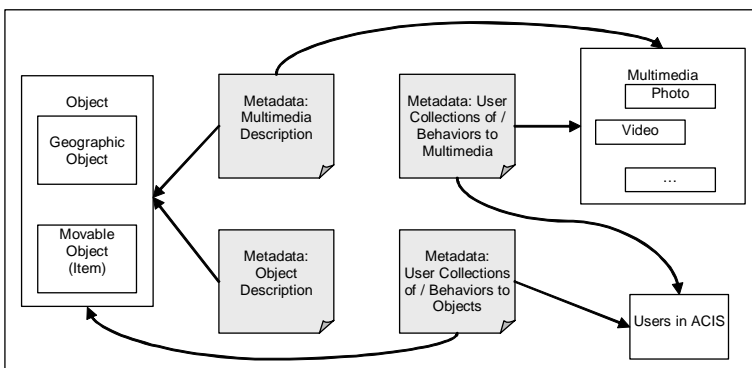 Object
Geographic
Object
Movable
Object
(Item)
Metadata:
Multimedia
Description
Metadata:
Object
Description
Metadata: User
Collections of /
Behaviors to
Multimedia
Metadata:
User Collections
of / Behaviors to
Objects
Multimedia
Photo
Video
...
Users in ACIS